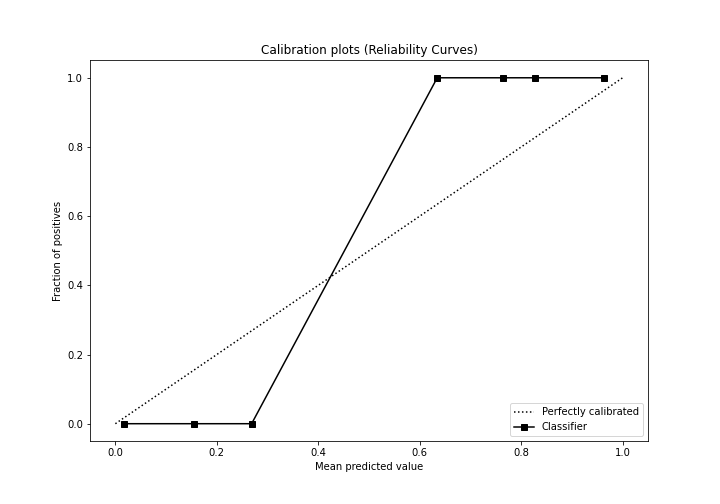 Calibration plots (Reliability Curves)
1.0
0.8
0.6
0.4
0.2
0.0
Fraction of positives
0.0 0.2 0.4 0.6 0.8 1.0
Mean predicted value
Perfectly calibrated
Classifier